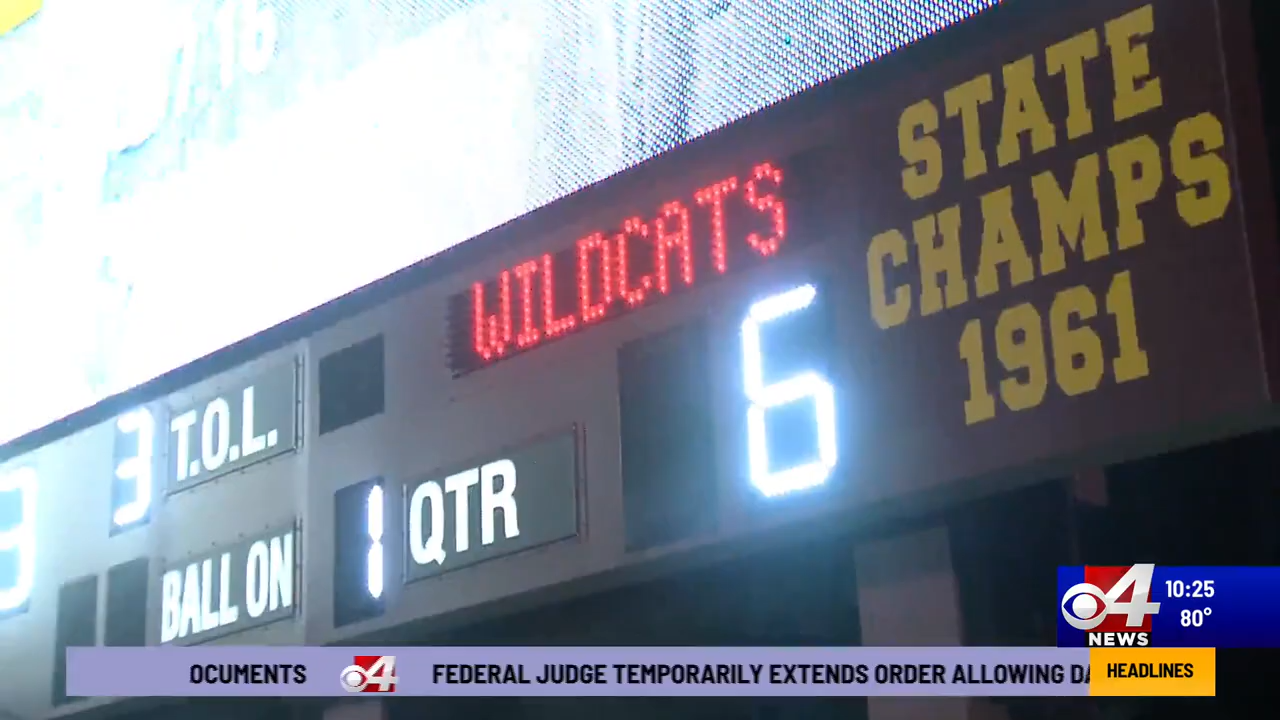 STATE
CHAMPS
1961
WILDCATS
6
3 T.O.L.
1 QTR
BALL ON
4 10:25
NEWS 80°
OCUMENTS 4 FEDERAL JUDGE TEMPORARILY EXTENDS ORDER ALLOWING DA
HEADLINES